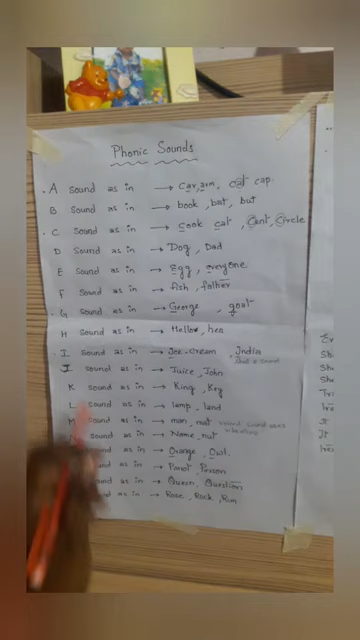 Phonic Sounds
A Sound as in → Car, arm, cat cap.
B Sound as in → book, bat, but
C Sound as in → Cook cat, Cent, Circle
D Sound as in → Dog, Dad
E Sound as in → Egg, everyone
F Sound as in → fish, father
G Sound as in → George, goat
H Sound as in → Hello, hen
I Sound as in → Ice-cream, India
J Sound as in → Juice, John
K Sound as in → King, Key
L Sound as in → lamp, land
M Sound as in → man, mat
Sound as in → Name, nut
Sound as in → Orange, Owl.
Sound as in → Parrot Person
Sound as in → Queen, Question
Sound as in → Rose, Rock, Run